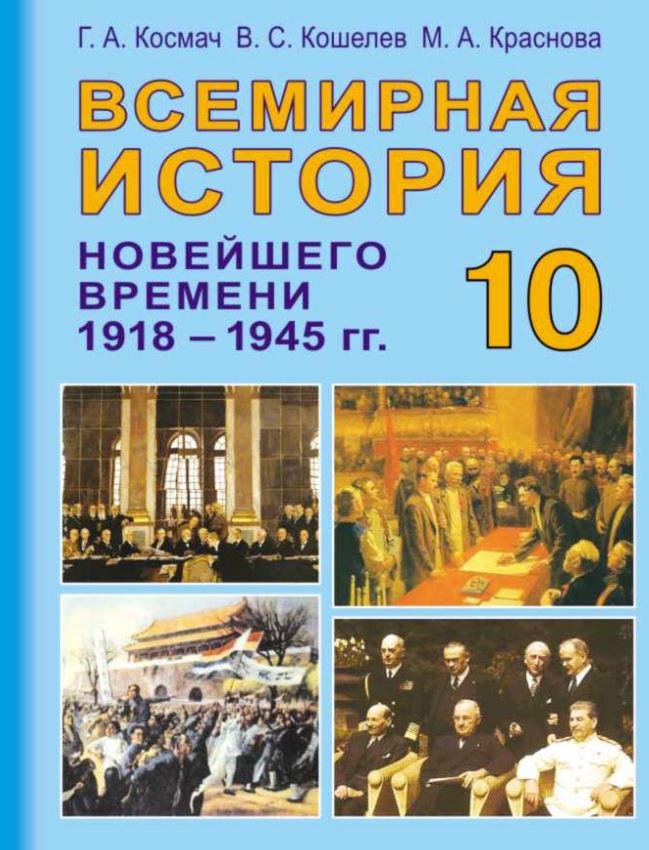 Г. А. Космач В. С. Кошелев М. А. Краснова
ВСЕМИРНАЯ
ИСТОРИЯ
НОВЕЙШЕГО
ВРЕМЕНИ
1918 – 1945 гг.
10